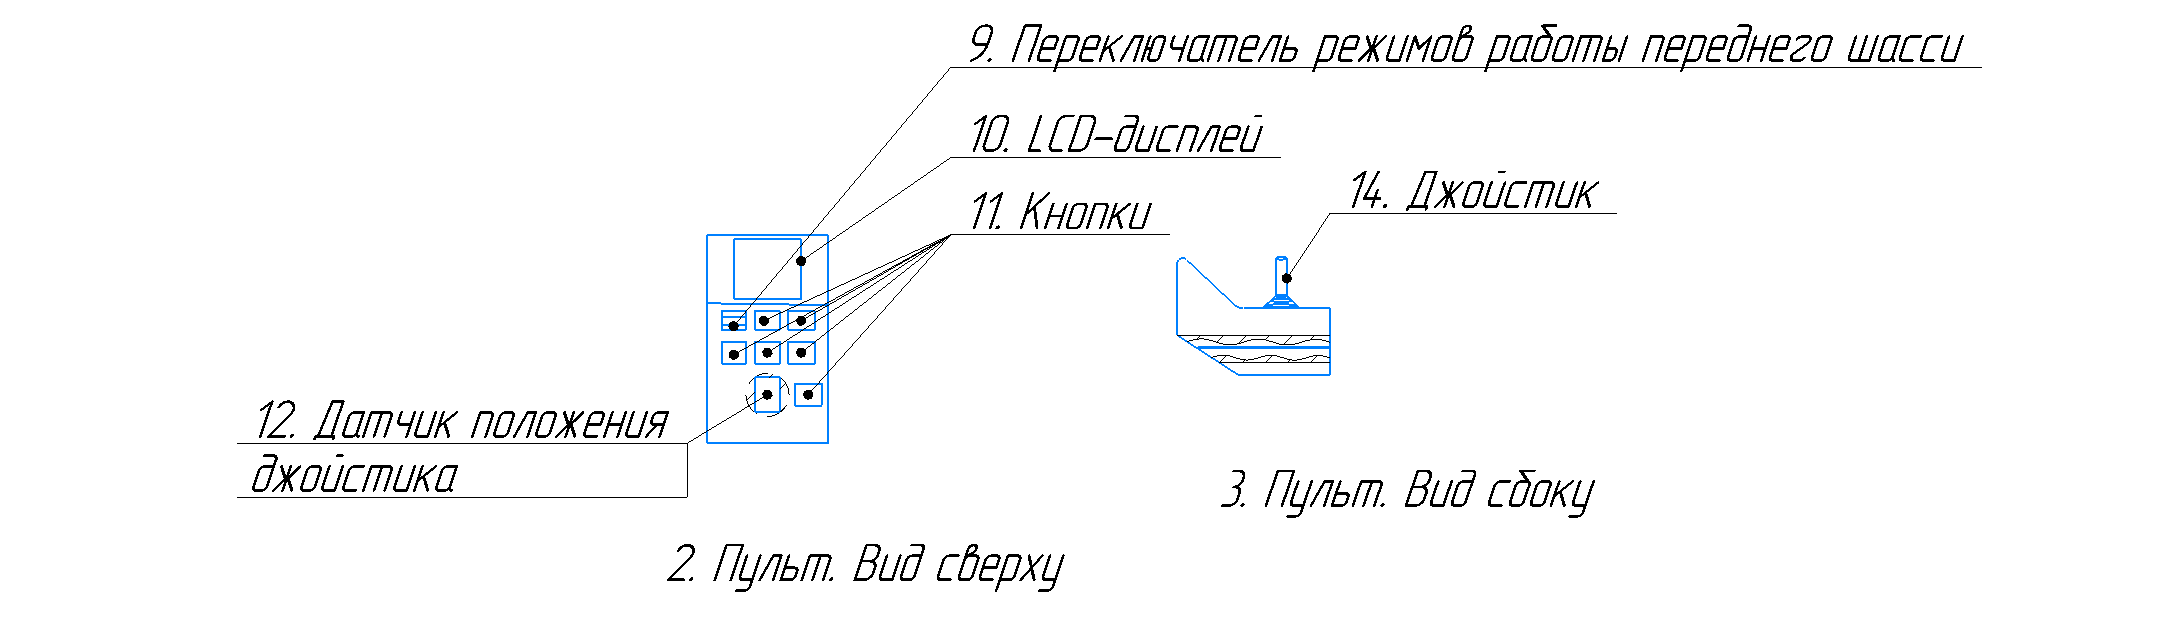 9. Переключатель режимов работы переднего шасси
10. LCD-дисплей
14. Джойстик
11. Кнопки
12. Датчик положения
джойстика
3. Пульт. Вид сбоку
2. Пульт. Вид сверху